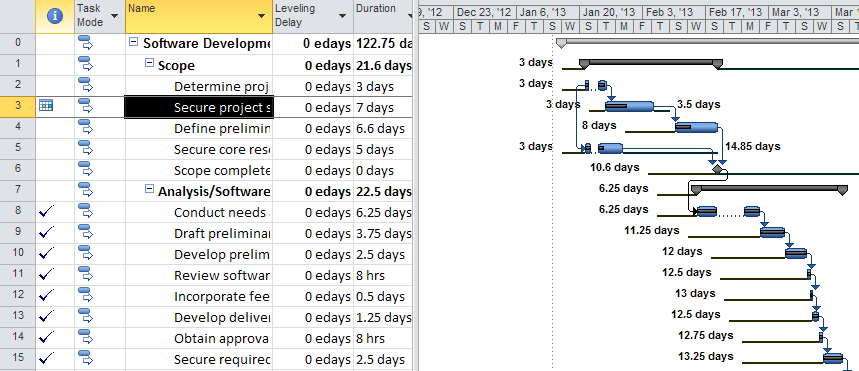 Task Mode Name Leveling Delay Duration 9, '12 Dec 23, '12 Jan 6, '13 Jan 20, '13 Feb 3, '13 Feb 17, '13 Mar 3, '13 Mar 1
S W S T M F T S W S T M F T S W S T M F T S W
0 Software Developme 0 edays 122.75 d
1 Scope 0 edays 21.6 days 3 days
2 Determine proj 0 edays 3 days 3 days
3 Secure project s 0 edays 7 days 3 days 3.5 days
4 Define prelimin 0 edays 6.6 days 8 days
5 Secure core res 0 edays 5 days 3 days 14.85 days
6 Scope complete 0 edays 0 days 10.6 days
7 Analysis/Software 0 edays 22.5 days 6.25 days
8 Conduct needs 0 edays 6.25 days 6.25 days
9 Draft preliminar 0 edays 3.75 days 11.25 days
10 Develop prelim 0 edays 2.5 days 12 days
11 Review softwar 0 edays 8 hrs 12.5 days
12 Incorporate fee 0 edays 0.5 days 13 days
13 Develop deliver 0 edays 1.25 days 12.5 days
14 Obtain approva 0 edays 8 hrs 12.75 days
15 Secure required 0 edays 2.5 days 13.25 days